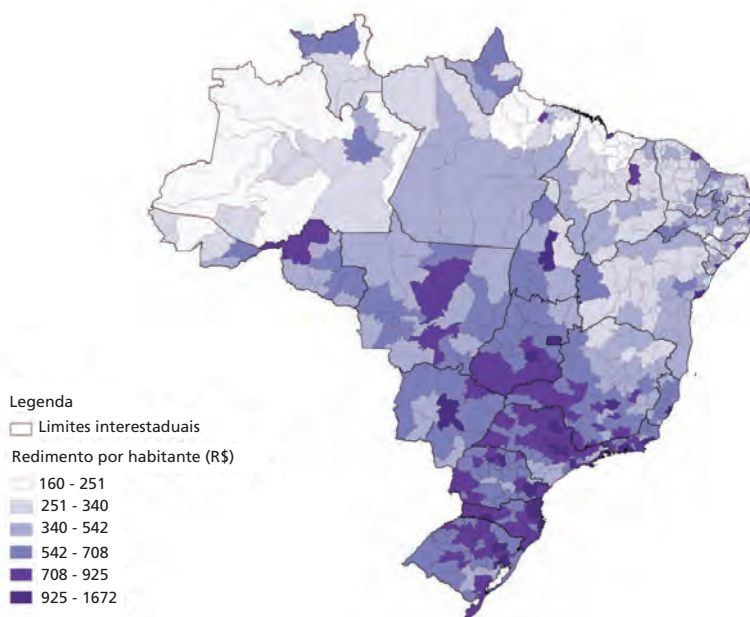 Legenda
Limites interestaduais
Redimento por habitante (R$)
160 - 251
251 - 340
340 - 542
542 - 708
708 - 925
925 - 1672